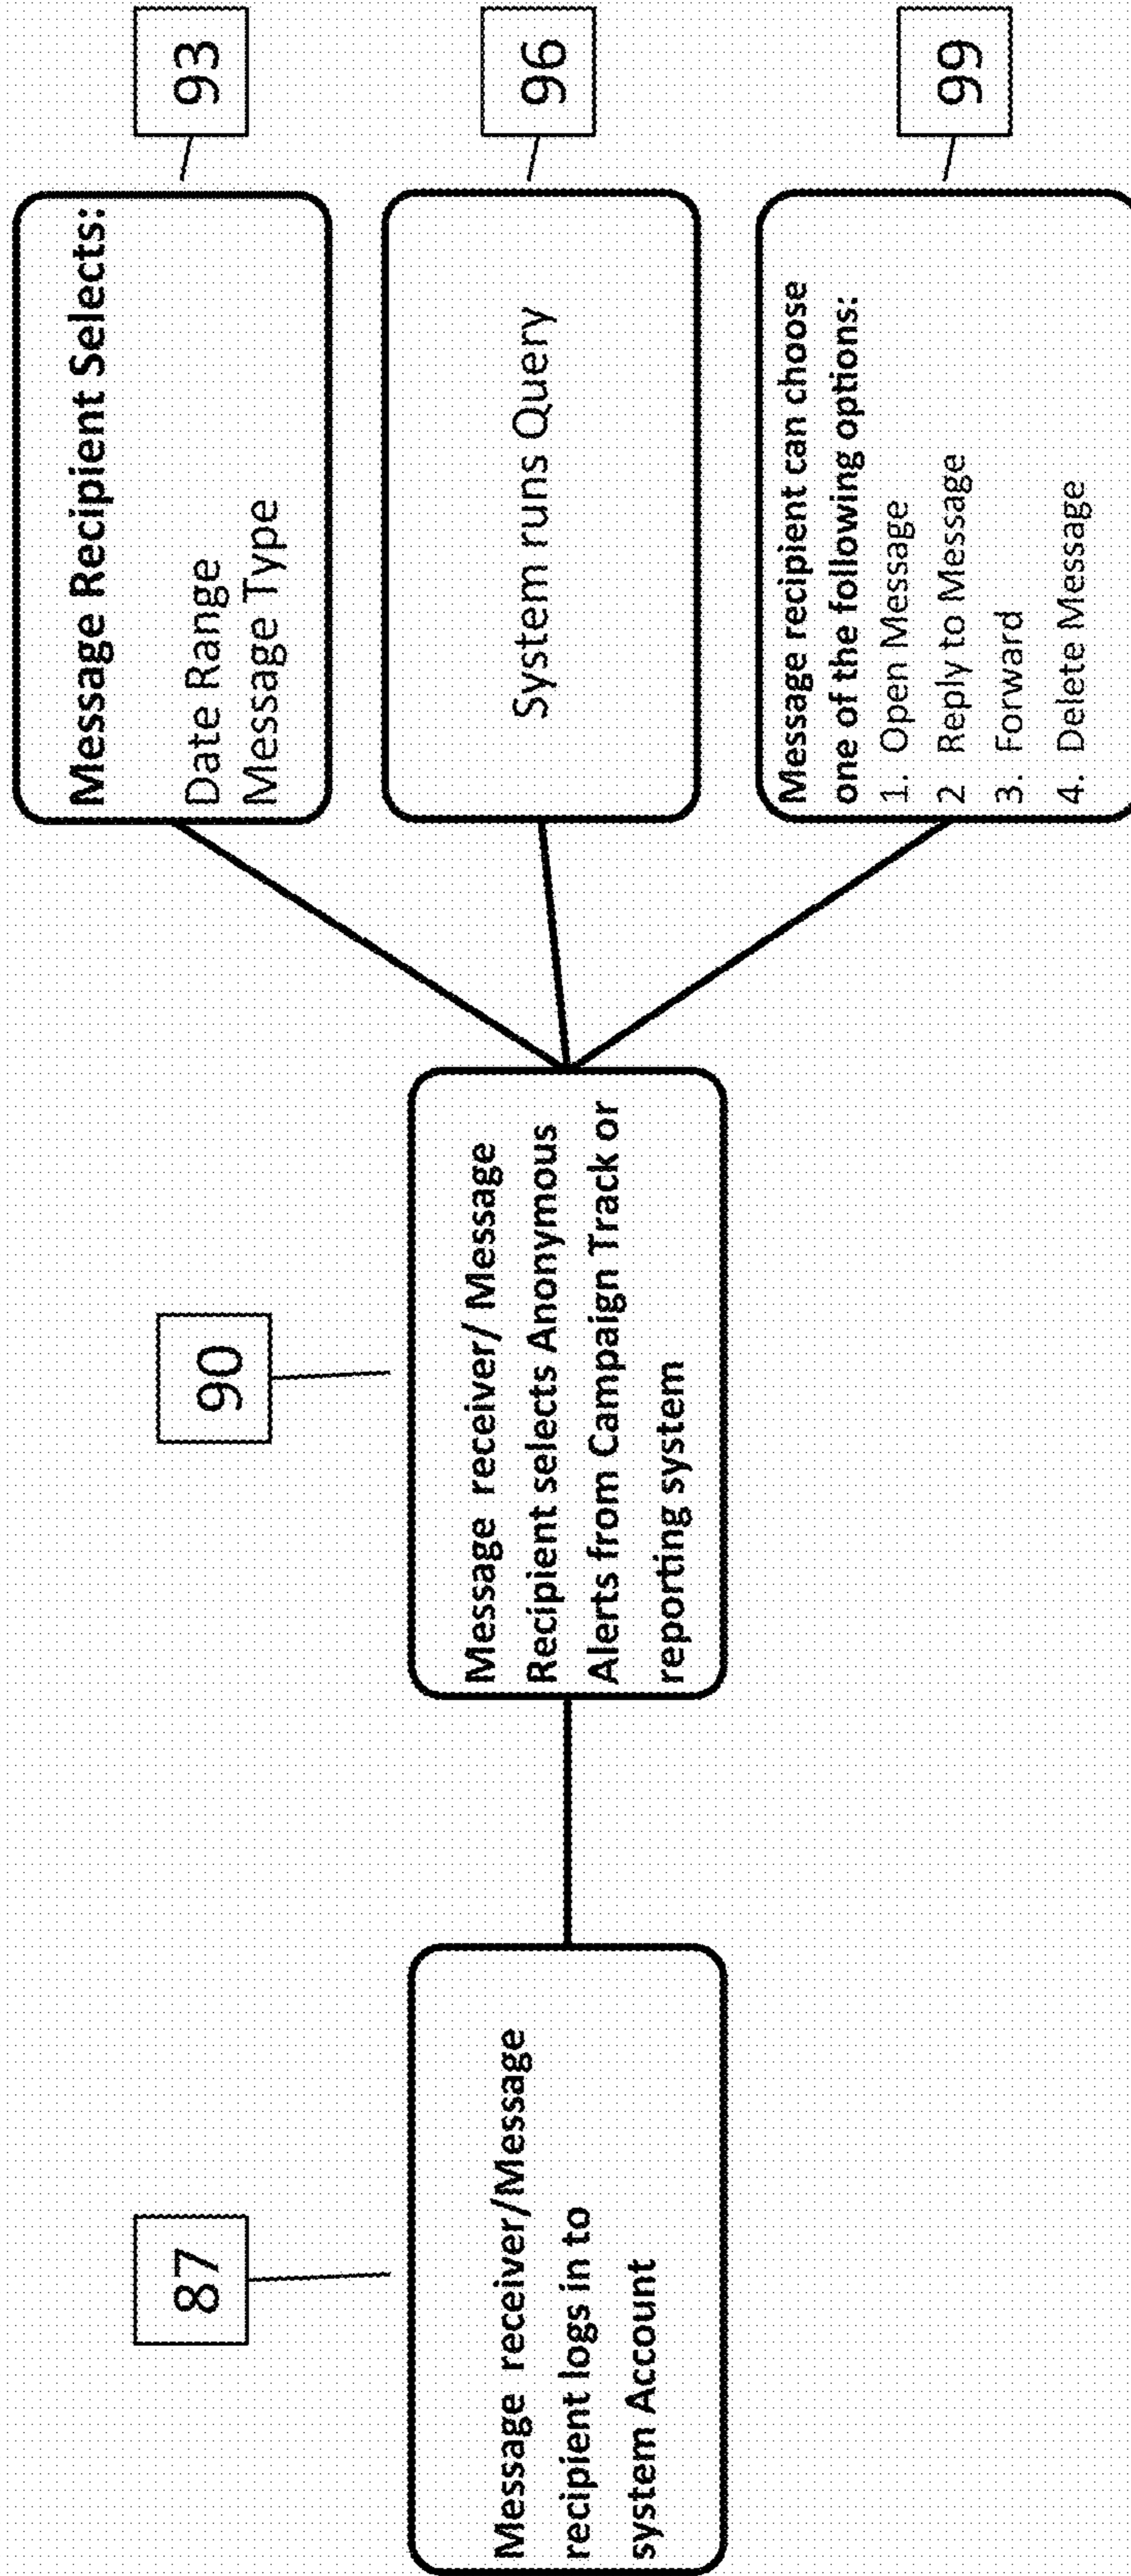 87
Message receiver/Message
recipient logs in to
system Account
90
Message receiver/ Message
Recipient selects Anonymous
Alerts from Campaign Track or
reporting system
93
Message Recipient Selects:
Date Range
Message Type
96
System runs Query
99
Message recipient can choose
one of the following options:
1. Open Message
2 Reply to Message
3. Forward
4. Delete Message